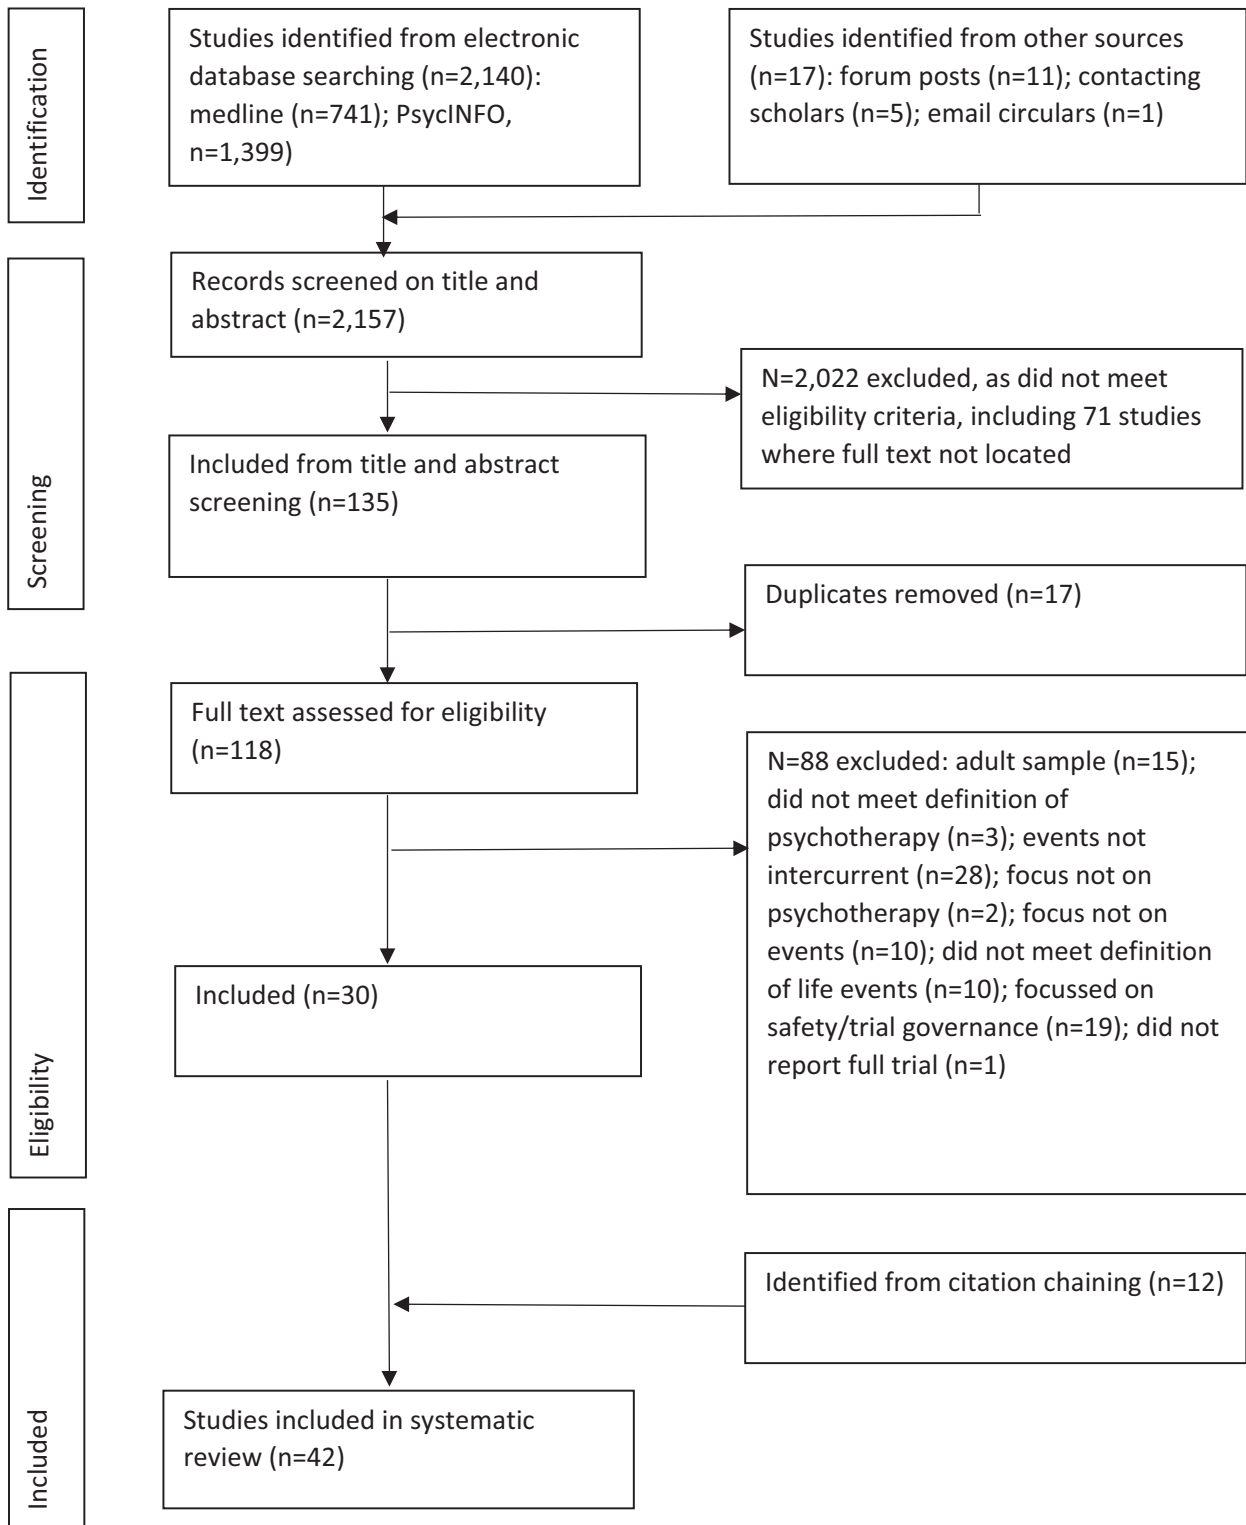 Identification
Studies identified from electronic
database searching (n=2,140):
medline (n=741); PsycINFO,
n=1,399)
Studies identified from other sources
(n=17): forum posts (n=11); contacting
scholars (n=5); email circulars (n=1)
Screening
Records screened on title and
abstract (n=2,157)
N=2,022 excluded, as did not meet
eligibility criteria, including 71 studies
where full text not located
Included from title and abstract
screening (n=135)
Duplicates removed (n=17)
Eligibility
Full text assessed for eligibility
(n=118)
N=88 excluded: adult sample (n=15);
did not meet definition of
psychotherapy (n=3); events not
intercurrent (n=28); focus not on
psychotherapy (n=2); focus not on
events (n=10); did not meet definition
of life events (n=10); focussed on
safety/trial governance (n=19); did not
report full trial (n=1)
Included (n=30)
Included
Identified from citation chaining (n=12)
Studies included in systematic
review (n=42)